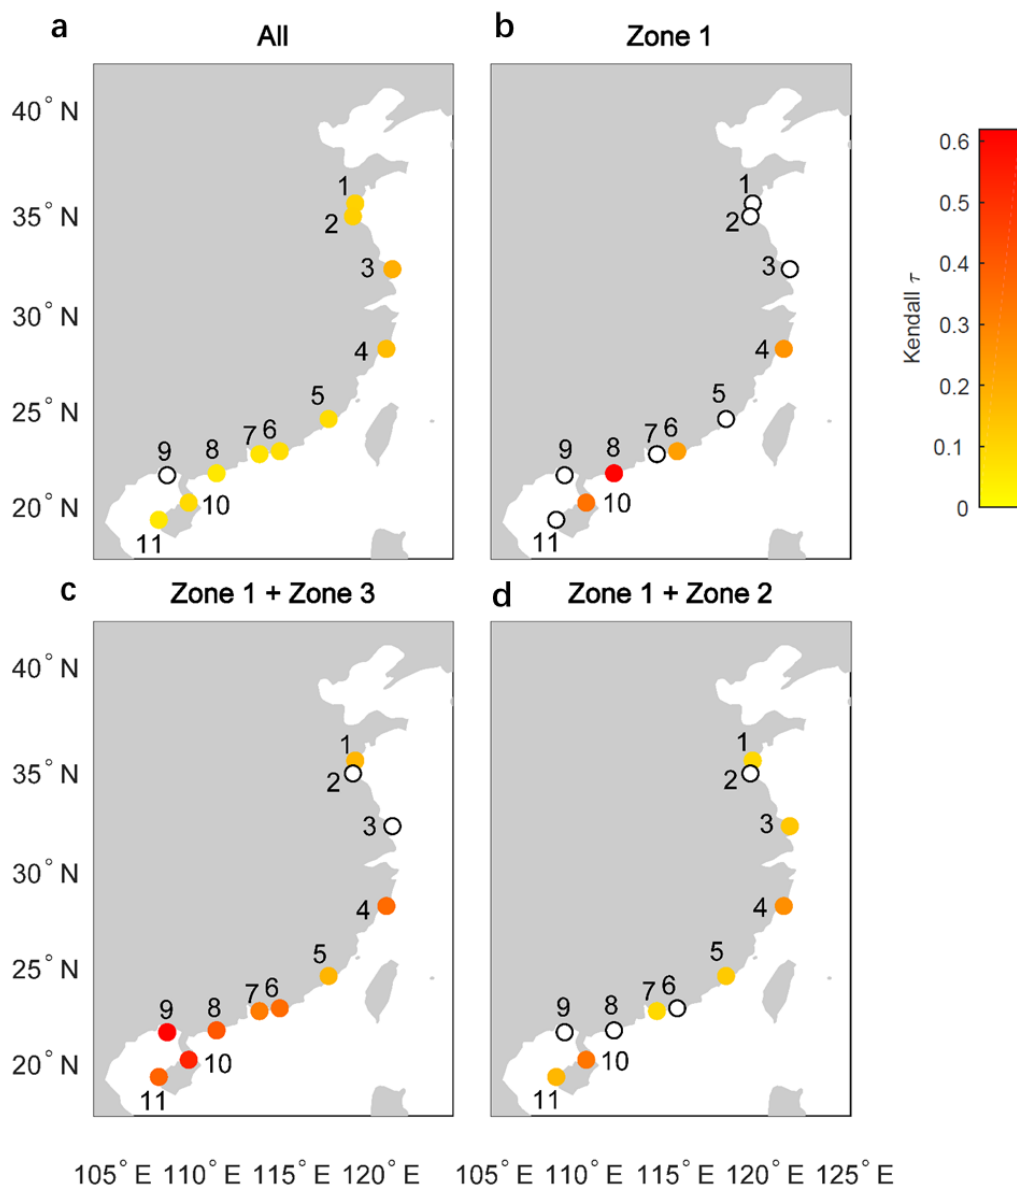 a
All
b
Zone 1
40° N
35° N
30° N
25° N
20° N
1
2
3
4
5
6
7
8
9
10
11
1
2
3
4
5
6
7
8
9
10
11
0.6
0.5
0.4
0.3
0.2
0.1
0
Kendall τ
c
Zone 1 + Zone 3
d
Zone 1 + Zone 2
40° N
35° N
30° N
25° N
20° N
1
2
3
4
5
6
7
8
9
10
11
1
2
3
4
5
6
7
8
9
10
11
105° E 110° E 115° E 120° E
105° E 110° E 115° E 120° E 125° E